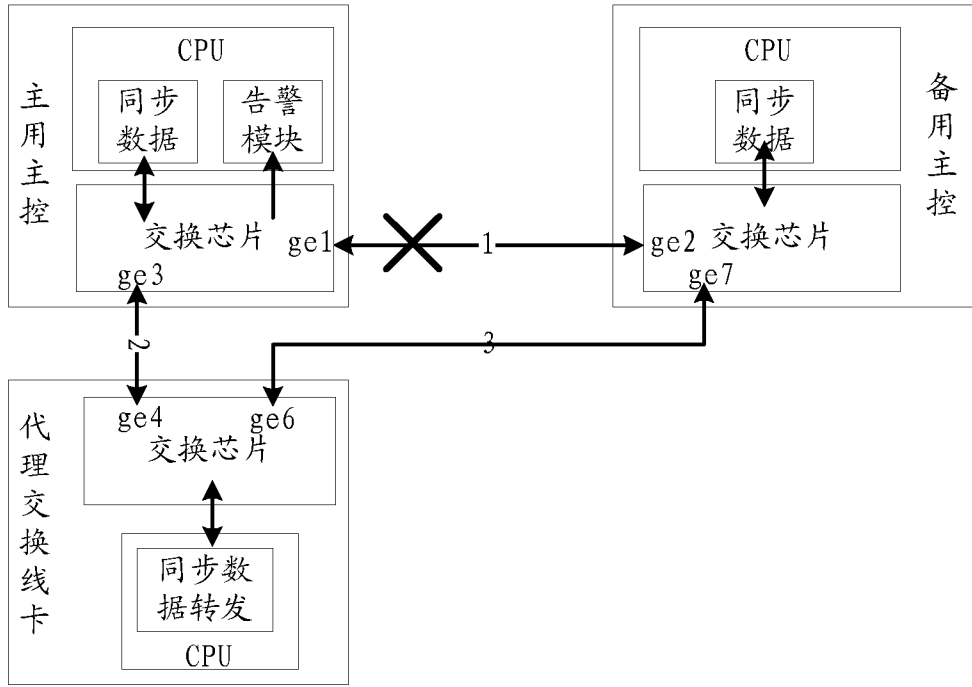 主用主控
CPU
同步
数据
告警
模块
交换芯片
ge1
ge3
1
备用主控
CPU
同步
数据
ge2
交换芯片
ge7
2
3
代理交换线卡
ge4
ge6
交换芯片
同步数
据转发
CPU